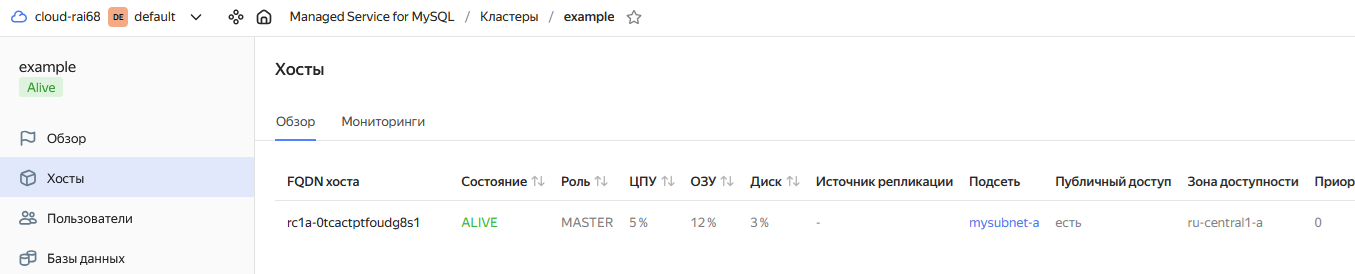 cloud-rai68 DE default Managed Service for MySQL / Кластеры / example
example
Alive
Обзор
Хосты
Пользователи
Базы данных
Хосты
Обзор Мониторинги
FQDN хоста Состояние Роль ЦПУ ОЗУ Диск Источник репликации Подсеть Публичный доступ Зона доступности Приор
rc1a-0tcactptfoudg8s1 ALIVE MASTER 5 % 12 % 3 % - mysubnet-a есть ru-central1-a 0